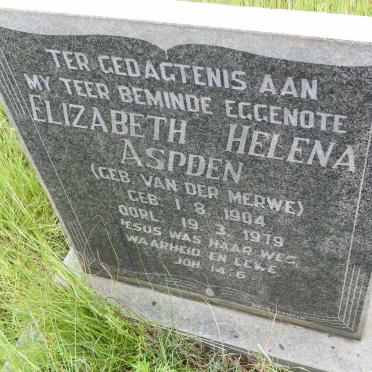 TER GEDAGTENIS AAN
MY TEER BEMINDE EGGENOTE
ELIZABETH HELENA
ASPDEN
(GEB. VAN DER MERWE)
GEB. 1.8.1904
OORL. 19.3.1979
JESUS WAS HAAR WEG,
WAARHEID EN LEWE
JOH. 14:6